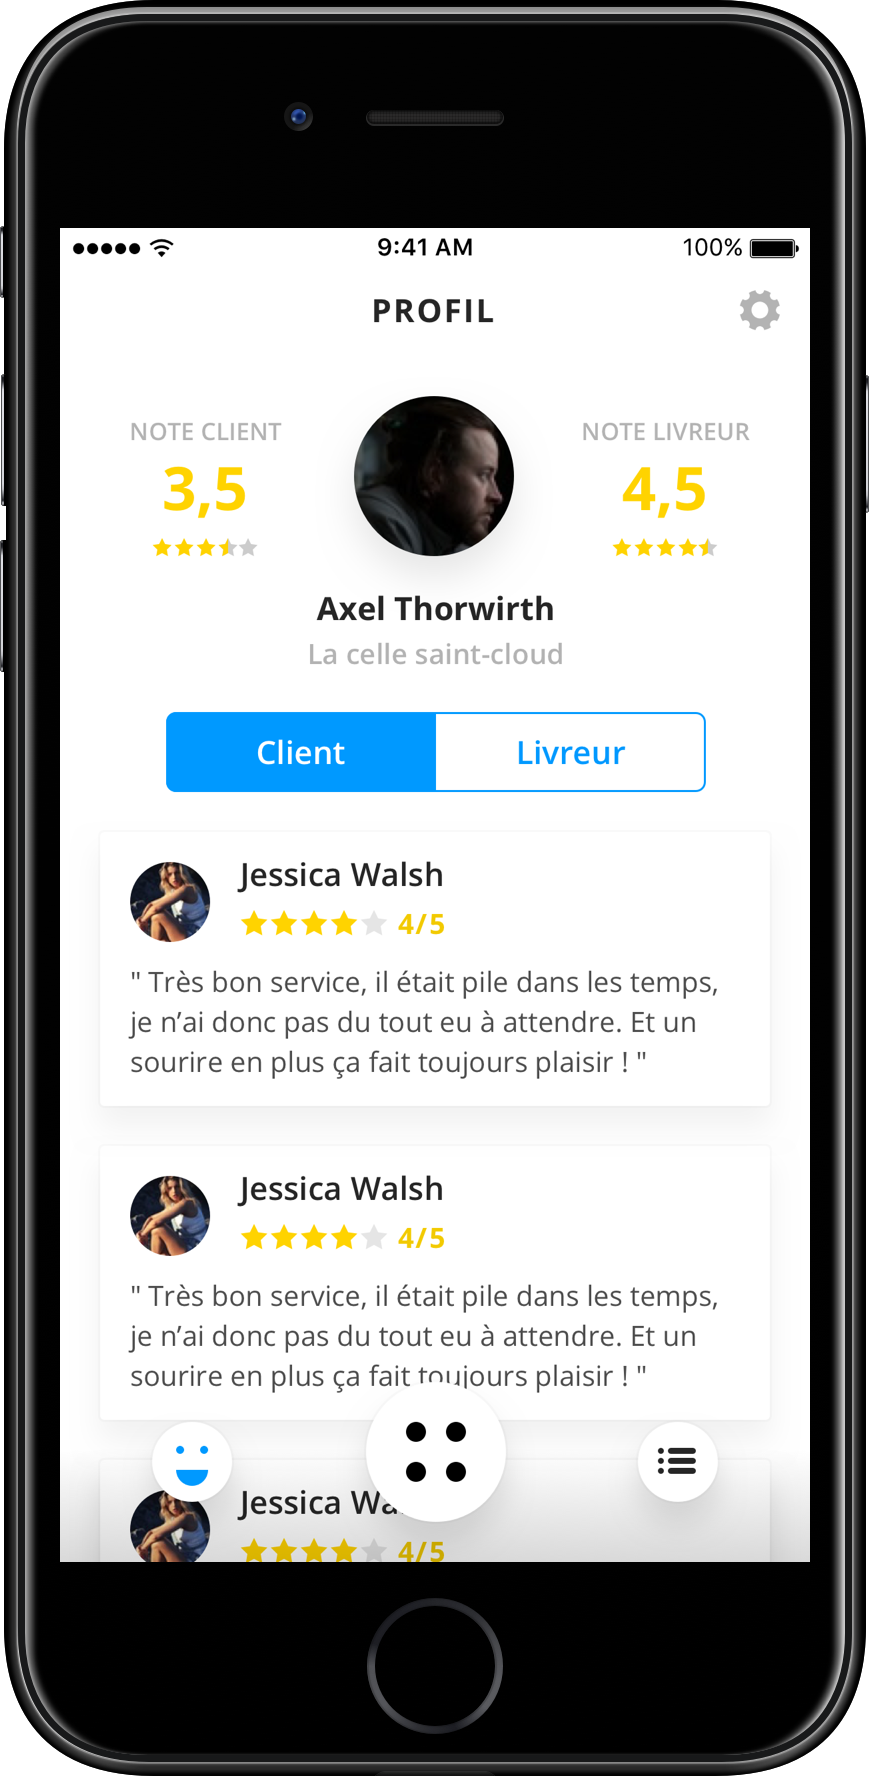 9:41 AM
100%
PROFIL
NOTE CLIENT
3,5
NOTE LIVREUR
4,5
Axel Thorwirth
La celle saint-cloud
Client
Livreur
Jessica Walsh
4/5
" Très bon service, il était pile dans les temps,
je n’ai donc pas du tout eu à attendre. Et un
sourire en plus ça fait toujours plaisir ! "
Jessica Walsh
4/5
" Très bon service, il était pile dans les temps,
je n’ai donc pas du tout eu à attendre. Et un
sourire en plus ça fait toujours plaisir ! "
Jessica Wa
4/5